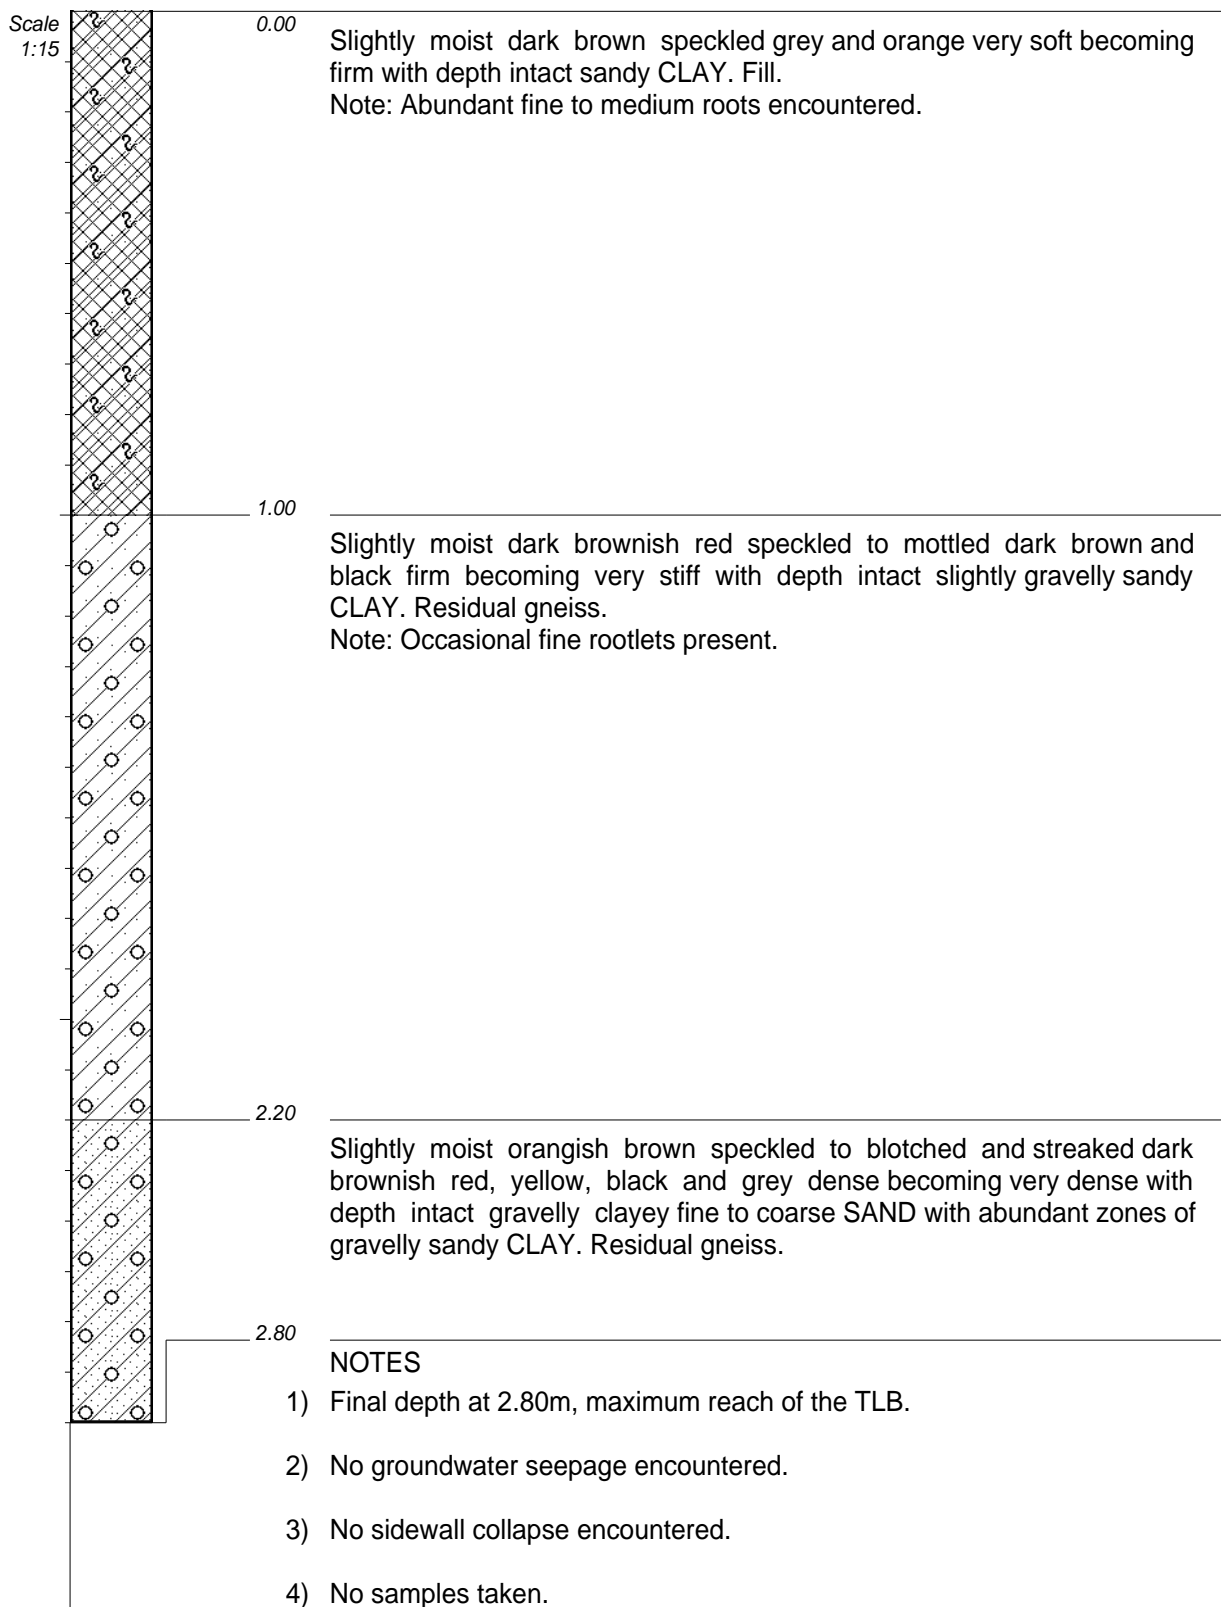 Scale
1:15
0.00
Slightly moist dark brown speckled grey and orange very soft becoming
firm with depth intact sandy CLAY. Fill.
Note: Abundant fine to medium roots encountered.
1.00
Slightly moist dark brownish red speckled to mottled dark brown and
black firm becoming very stiff with depth intact slightly gravelly sandy
CLAY. Residual gneiss.
Note: Occasional fine rootlets present.
2.20
Slightly moist orangish brown speckled to blotched and streaked dark
brownish red, yellow, black and grey dense becoming very dense with
depth intact gravelly clayey fine to coarse SAND with abundant zones of
gravelly sandy CLAY. Residual gneiss.
2.80
NOTES
1) Final depth at 2.80m, maximum reach of the TLB.
2) No groundwater seepage encountered.
3) No sidewall collapse encountered.
4) No samples taken.